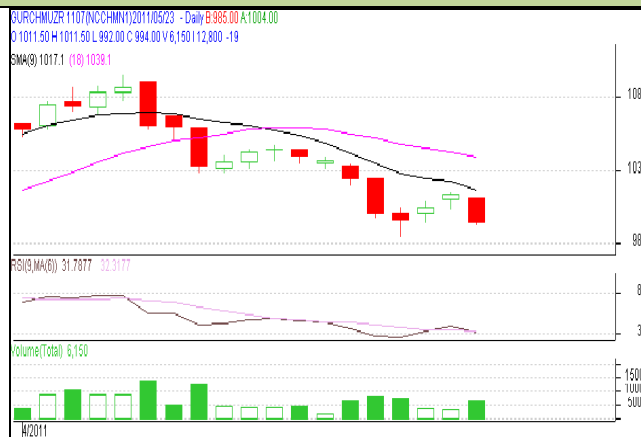 GURCHMUZR 1107(NCCHMN1)2011/05/23 - Daily B:985.00 A:1004.00
O 1011.50 H 1011.50 L 992.00 C 994.00 V 6,150 I 12,800 -19
SMA(9) 1017.1 (18) 1039.1
108
103
98
RSI(9,MA(6)) 31.7877 32.3177
8
3
Volume(Total) 6,150
1500
1000
500
4/2011